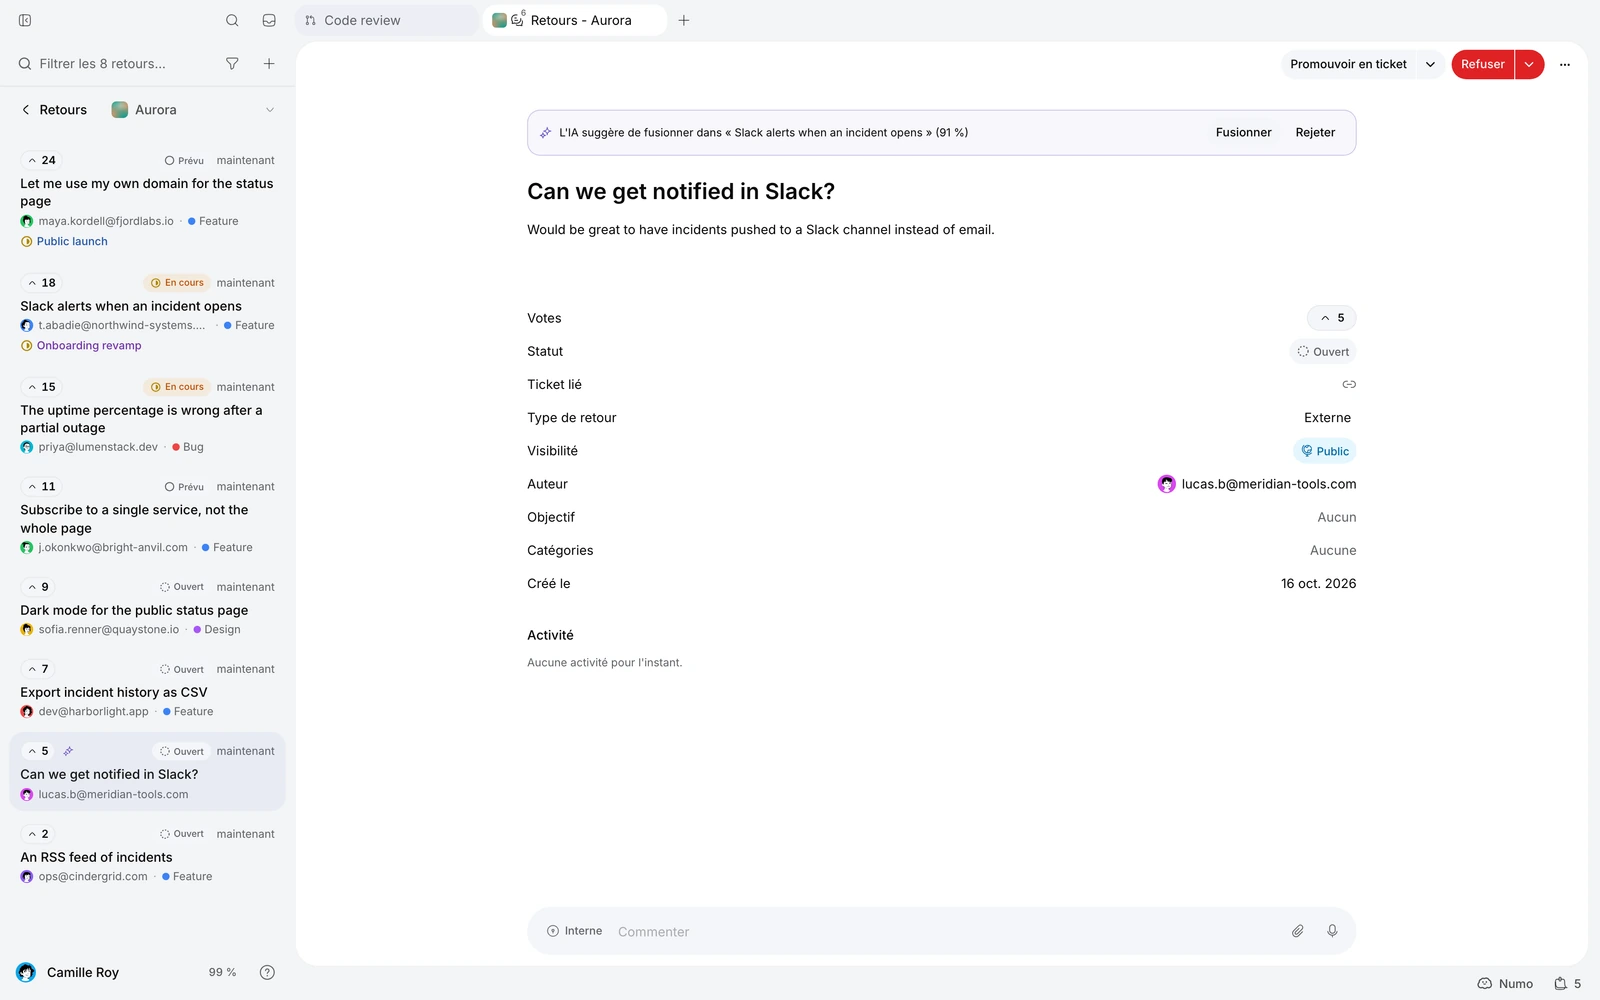 Code review
6
Retours - Aurora
Filtrer les 8 retours...
Promouvoir en ticket
Refuser
Retours
Aurora
24
Prévu
maintenant
Let me use my own domain for the status
page
maya.kordell@fjordlabs.io · Feature
Public launch
18
En cours
maintenant
Slack alerts when an incident opens
t.abadie@northwind-systems.... · Feature
Onboarding revamp
15
En cours
maintenant
The uptime percentage is wrong after a
partial outage
priya@lumenstack.dev · Bug
11
Prévu
maintenant
Subscribe to a single service, not the
whole page
j.okonkwo@bright-anvil.com · Feature
9
Ouvert
maintenant
Dark mode for the public status page
sofia.renner@quaystone.io · Design
7
Ouvert
maintenant
Export incident history as CSV
dev@harborlight.app · Feature
5
Ouvert
maintenant
Can we get notified in Slack?
lucas.b@meridian-tools.com
2
Ouvert
maintenant
An RSS feed of incidents
ops@cindergrid.com · Feature
Camille Roy
99 %
L'IA suggère de fusionner dans « Slack alerts when an incident opens » (91 %)
Fusionner
Rejeter
Can we get notified in Slack?
Would be great to have incidents pushed to a Slack channel instead of email.
Votes
5
Statut
Ouvert
Ticket lié
Type de retour
Externe
Visibilité
Public
Auteur
lucas.b@meridian-tools.com
Objectif
Aucun
Catégories
Aucune
Créé le
16 oct. 2026
Activité
Aucune activité pour l'instant.
Interne
Commenter
Numo
5